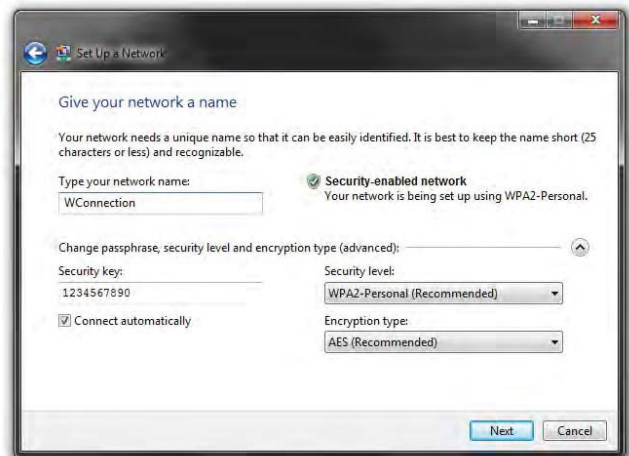 Set Up a Network
Give your network a name
Your network needs a unique name so that it can be easily identified. It is best to keep the name short (25
characters or less) and recognizable.
Type your network name:
WConnection
Security-enabled network
Your network is being set up using WPA2-Personal.
Change passphrase, security level and encryption type (advanced):
Security key:
1234567890
Connect automatically
Security level:
WPA2-Personal (Recommended)
Encryption type:
AES (Recommended)
Next
Cancel